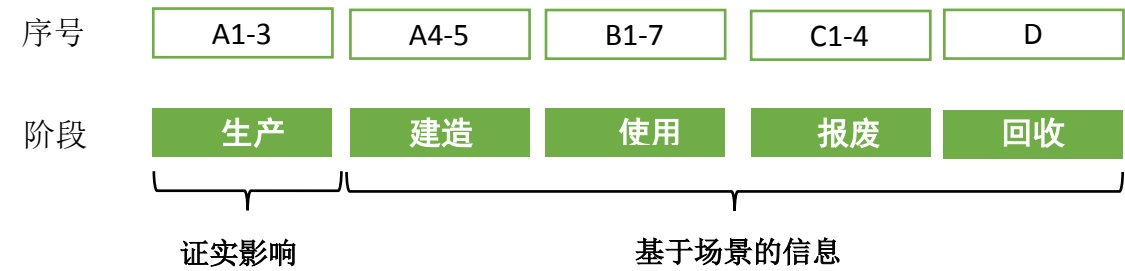 序号 A1-3 A4-5 B1-7 C1-4 D
阶段 生产 建造 使用 报废 回收
证实影响 基于场景的信息